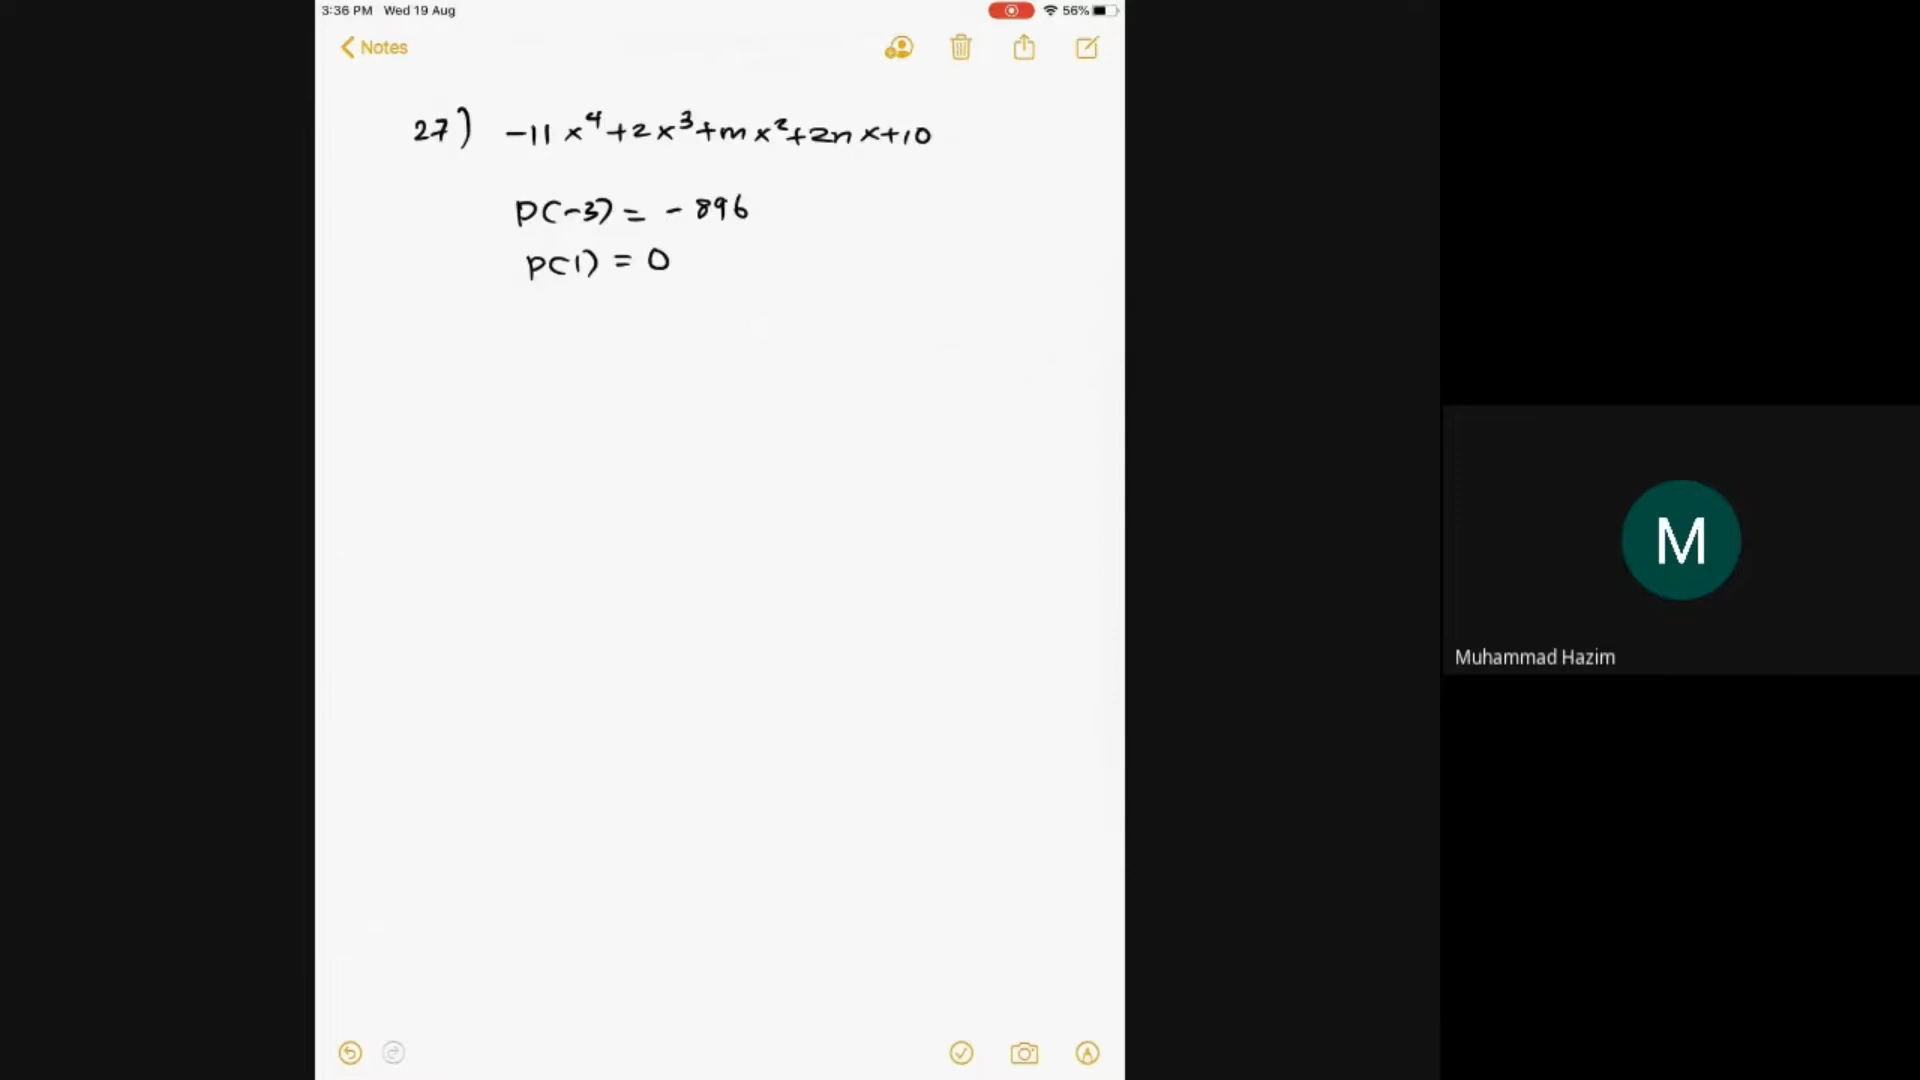 3:36 PM Wed 19 Aug
56%
Notes
27) -11x⁴+2x³+mx²+2nx+10
P(-3) = - 896
P(1) = 0
M
Muhammad Hazim